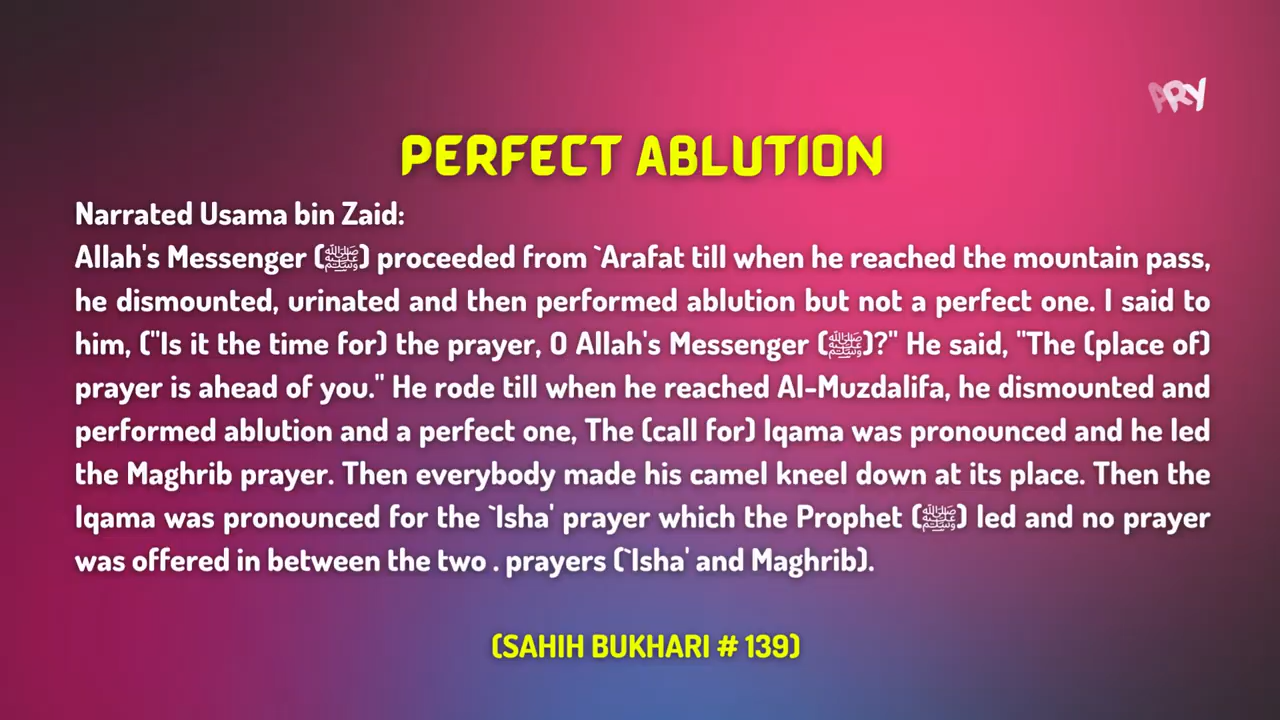 ARY
PERFECT ABLUTION
Narrated Usama bin Zaid:
Allah's Messenger (ﷺ) proceeded from `Arafat till when he reached the mountain pass,
he dismounted, urinated and then performed ablution but not a perfect one. I said to
him, ("Is it the time for) the prayer, O Allah's Messenger (ﷺ)?" He said, "The (place of)
prayer is ahead of you." He rode till when he reached Al-Muzdalifa, he dismounted and
performed ablution and a perfect one, The (call for) Iqama was pronounced and he led
the Maghrib prayer. Then everybody made his camel kneel down at its place. Then the
Iqama was pronounced for the `Isha' prayer which the Prophet (ﷺ) led and no prayer
was offered in between the two . prayers (`Isha' and Maghrib).
(SAHIH BUKHARI # 139)